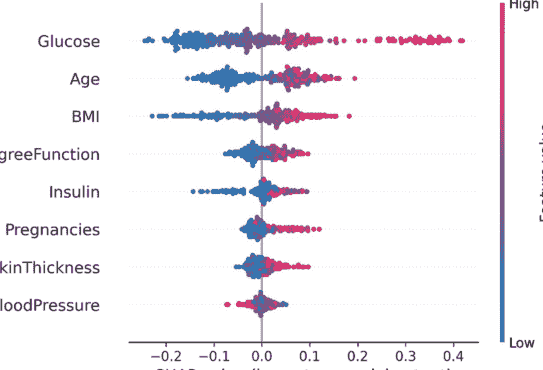 High
Glucose
Age
BMI
greeFunction
Insulin
Pregnancies
kinThickness
loodPressure
Low
−0.2 −0.1 0.0 0.1 0.2 0.3 0.4